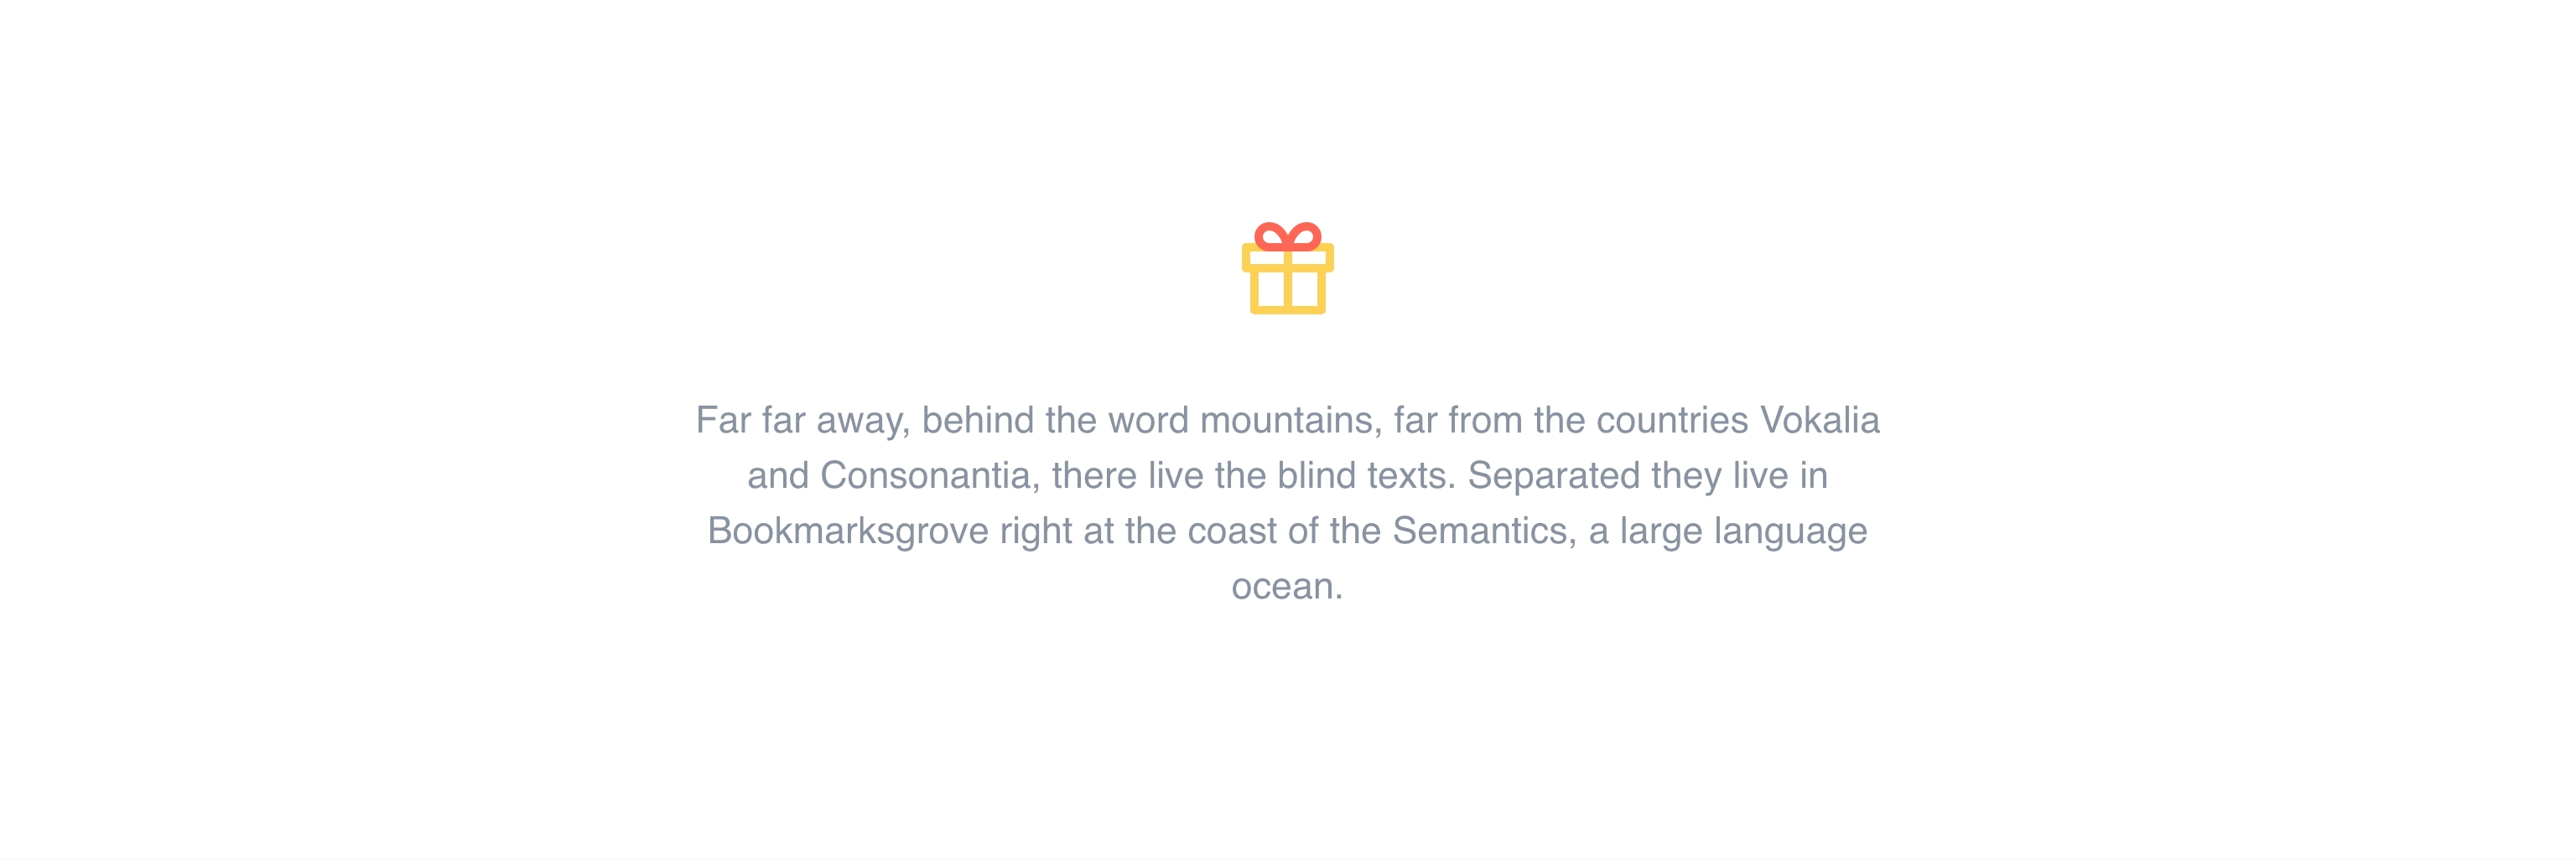 Far far away, behind the word mountains, far from the countries Vokalia
and Consonantia, there live the blind texts. Separated they live in
Bookmarksgrove right at the coast of the Semantics, a large language
ocean.